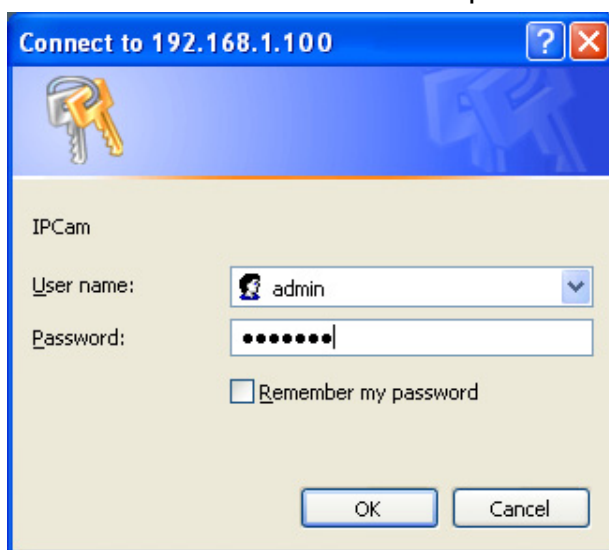 Connect to 192.168.1.100
IPCam
User name: admin
Password: •••••••
Remember my password
OK Cancel